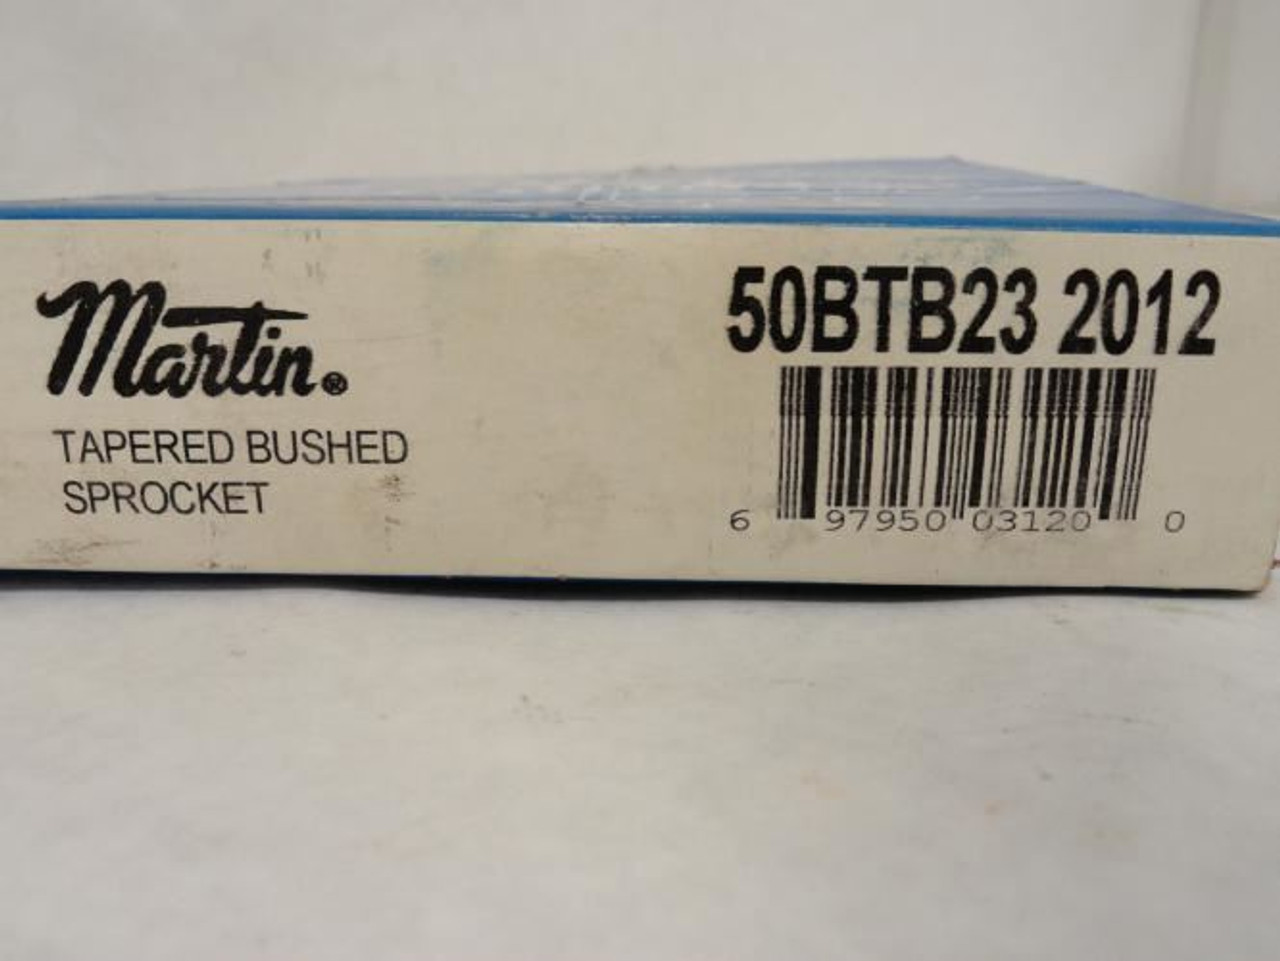 Martin®
TAPERED BUSHED
SPROCKET
50BTB23 2012
6 97950 03120 0